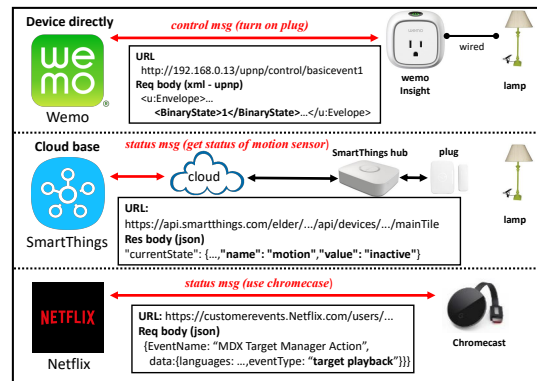 Device directly
control msg (turn on plug)
we
mo
Wemo
URL
http://192.168.0.13/upnp/control/basicevent1
Req body (xml - upnp)
<u:Envelope>...
<BinaryState>1</BinaryState>...</u:Evelope>
wemo
wemo
Insight
wired
lamp
Cloud base
status msg (get status of motion sensor)
SmartThings
cloud
SmartThings hub
plug
lamp
URL:
https://api.smartthings.com/elder/.../api/devices/.../mainTile
Res body (json)
"currentState": {...,"name": "motion","value": "inactive"}
status msg (use chromecase)
NETFLIX
Netflix
URL: https://customerevents.Netflix.com/users/...
Req body (json)
{EventName: “MDX Target Manager Action”,
data:{languages: ...,eventType: “target playback”}}}
Chromecast